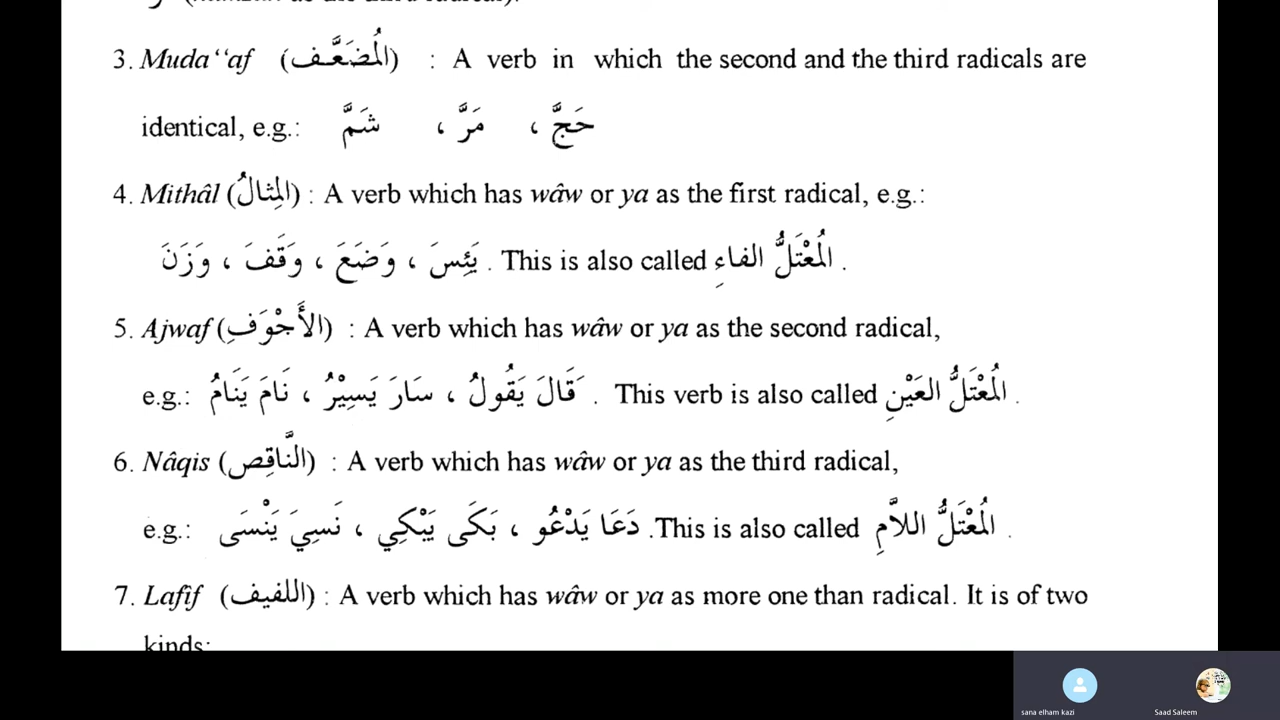 3. Muda‘‘af (المُضَعَّف) : A verb in which the second and the third radicals are
identical, e.g.: حَجَّ ، مَرَّ ، شَمَّ
4. Mithâl (المِثالُ) : A verb which has wâw or ya as the first radical, e.g.:
وَزَنَ ، وَقَفَ ، وَضَعَ ، يَئِسَ . This is also called المُعْتَلُّ الفاءِ .
5. Ajwaf (الأَجْوَفِ) : A verb which has wâw or ya as the second radical,
e.g.: قَالَ يَقُولُ ، سَارَ يَسِيْرُ ، نَامَ يَنَامُ . This verb is also called المُعْتَلُّ العَيْنِ .
6. Nâqis (النَّاقِص) : A verb which has wâw or ya as the third radical,
e.g.: دَعَا يَدْعُو ، بَكَى يَبْكِي ، نَسِيَ يَنْسَى .This is also called المُعْتَلُّ اللاَّمِ .
7. Lafîf (اللفيف) : A verb which has wâw or ya as more one than radical. It is of two
kinds:
sana elham kazi
Saad Saleem